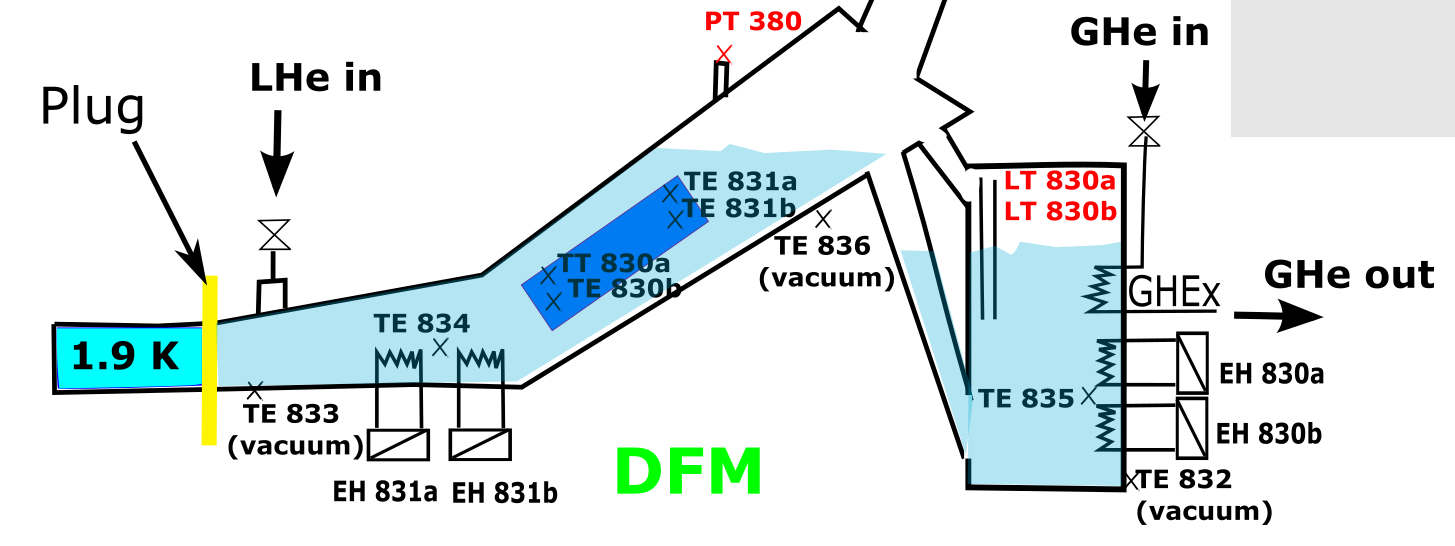 PT 380
GHe in
LHe in
Plug
TE 831a
TE 831b
LT 830a
LT 830b
TE 836
(vacuum)
TT 830a
TE 830b
GHEx
GHe out
TE 834
1.9 K
EH 830a
TE 835
TE 833
(vacuum)
EH 830b
DFM
EH 831a
EH 831b
TE 832
(vacuum)